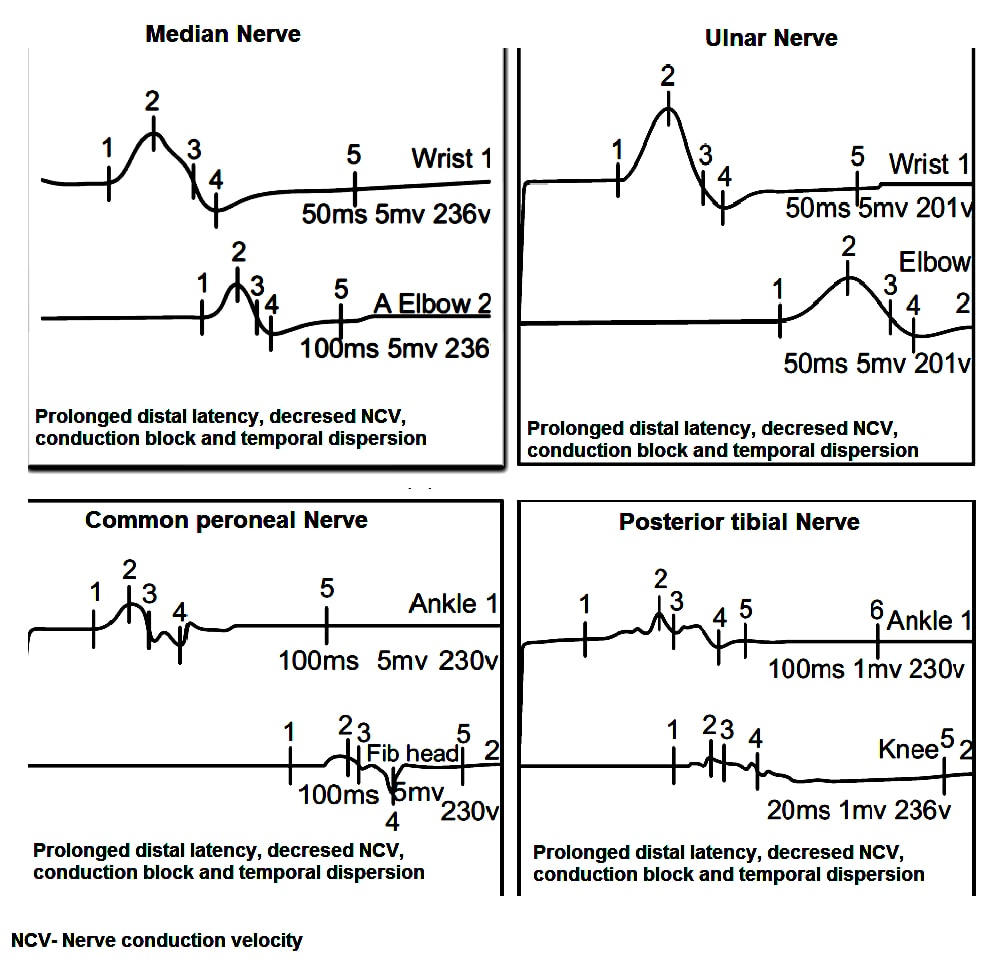 Median Nerve
1
2
3
4
5
Wrist 1
50ms 5mv 236v
1
2
3
4
5
A Elbow 2
100ms 5mv 236
Prolonged distal latency, decresed NCV,
conduction block and temporal dispersion
Ulnar Nerve
1
2
3
4
5
Wrist 1
50ms 5mv 201v
1
2
3
4
Elbow
2
50ms 5mv 201v
Prolonged distal latency, decresed NCV,
conduction block and temporal dispersion
Common peroneal Nerve
1
2
3
4
5
Ankle 1
100ms 5mv 230v
1
2
3
Fib head
5
2
100ms 5mv
230v
4
Prolonged distal latency, decresed NCV,
conduction block and temporal dispersion
Posterior tibial Nerve
1
2
3
4
5
6
Ankle 1
100ms 1mv 230v
1
2
3
4
Knee
5
2
20ms 1mv 236v
Prolonged distal latency, decresed NCV,
conduction block and temporal dispersion
NCV- Nerve conduction velocity